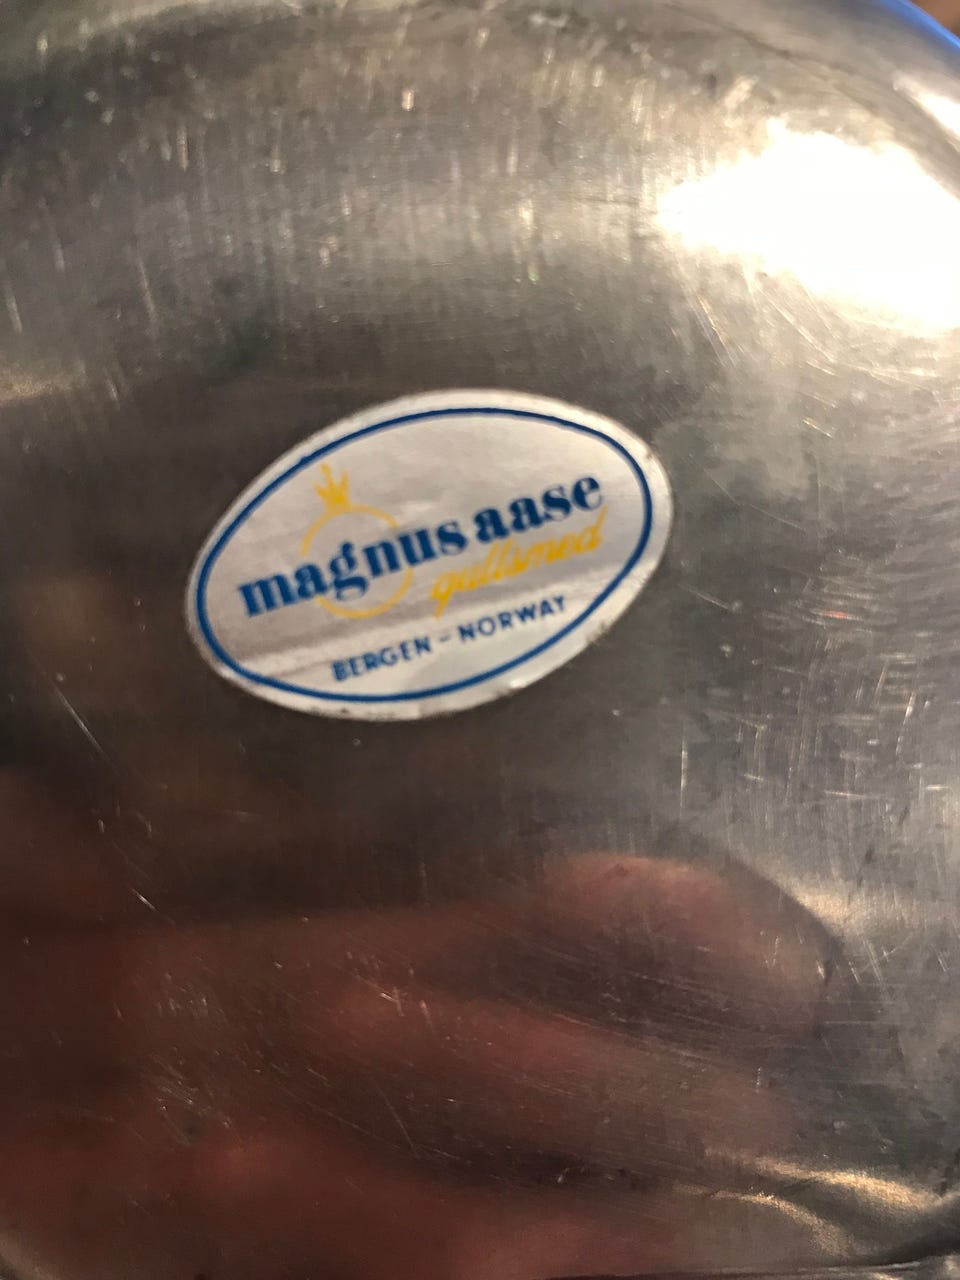 magnus aase
gullsmed
BERGEN - NORWAY